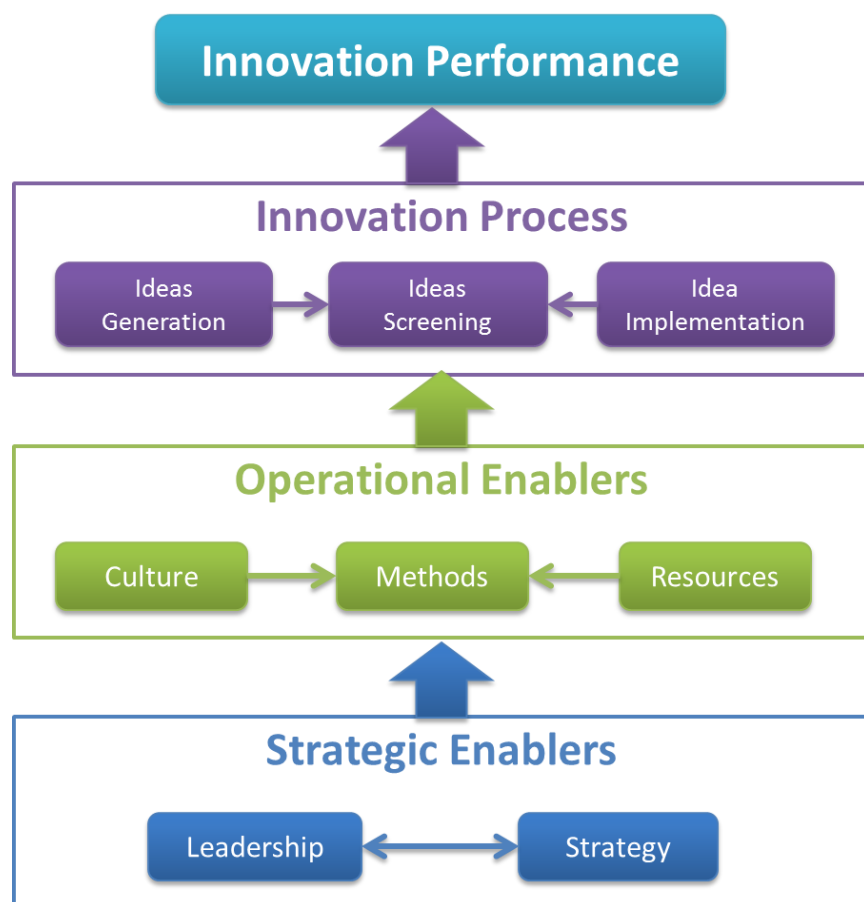 Innovation Performance
Innovation Process
Ideas
Generation
Ideas
Screening
Idea
Implementation
Operational Enablers
Culture
Methods
Resources
Strategic Enablers
Leadership
Strategy